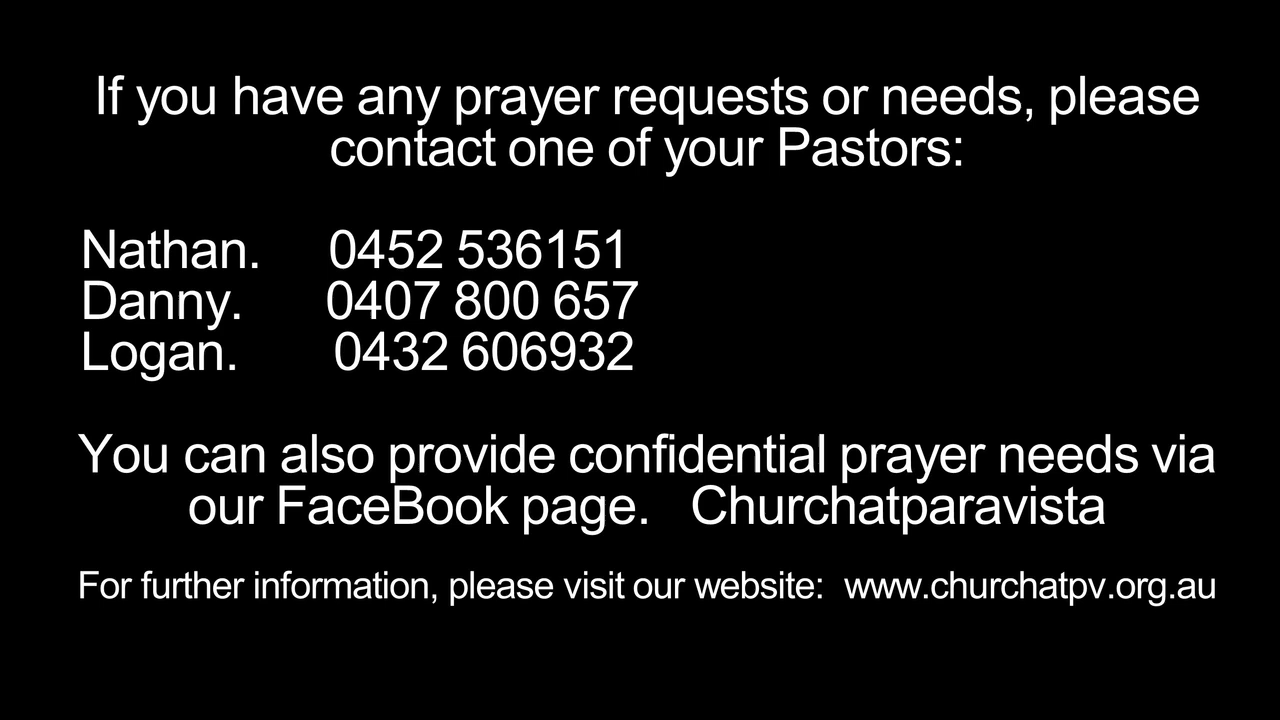 If you have any prayer requests or needs, please
contact one of your Pastors:
Nathan. 0452 536151
Danny. 0407 800 657
Logan. 0432 606932
You can also provide confidential prayer needs via
our FaceBook page. Churchatparavista
For further information, please visit our website: www.churchatpv.org.au